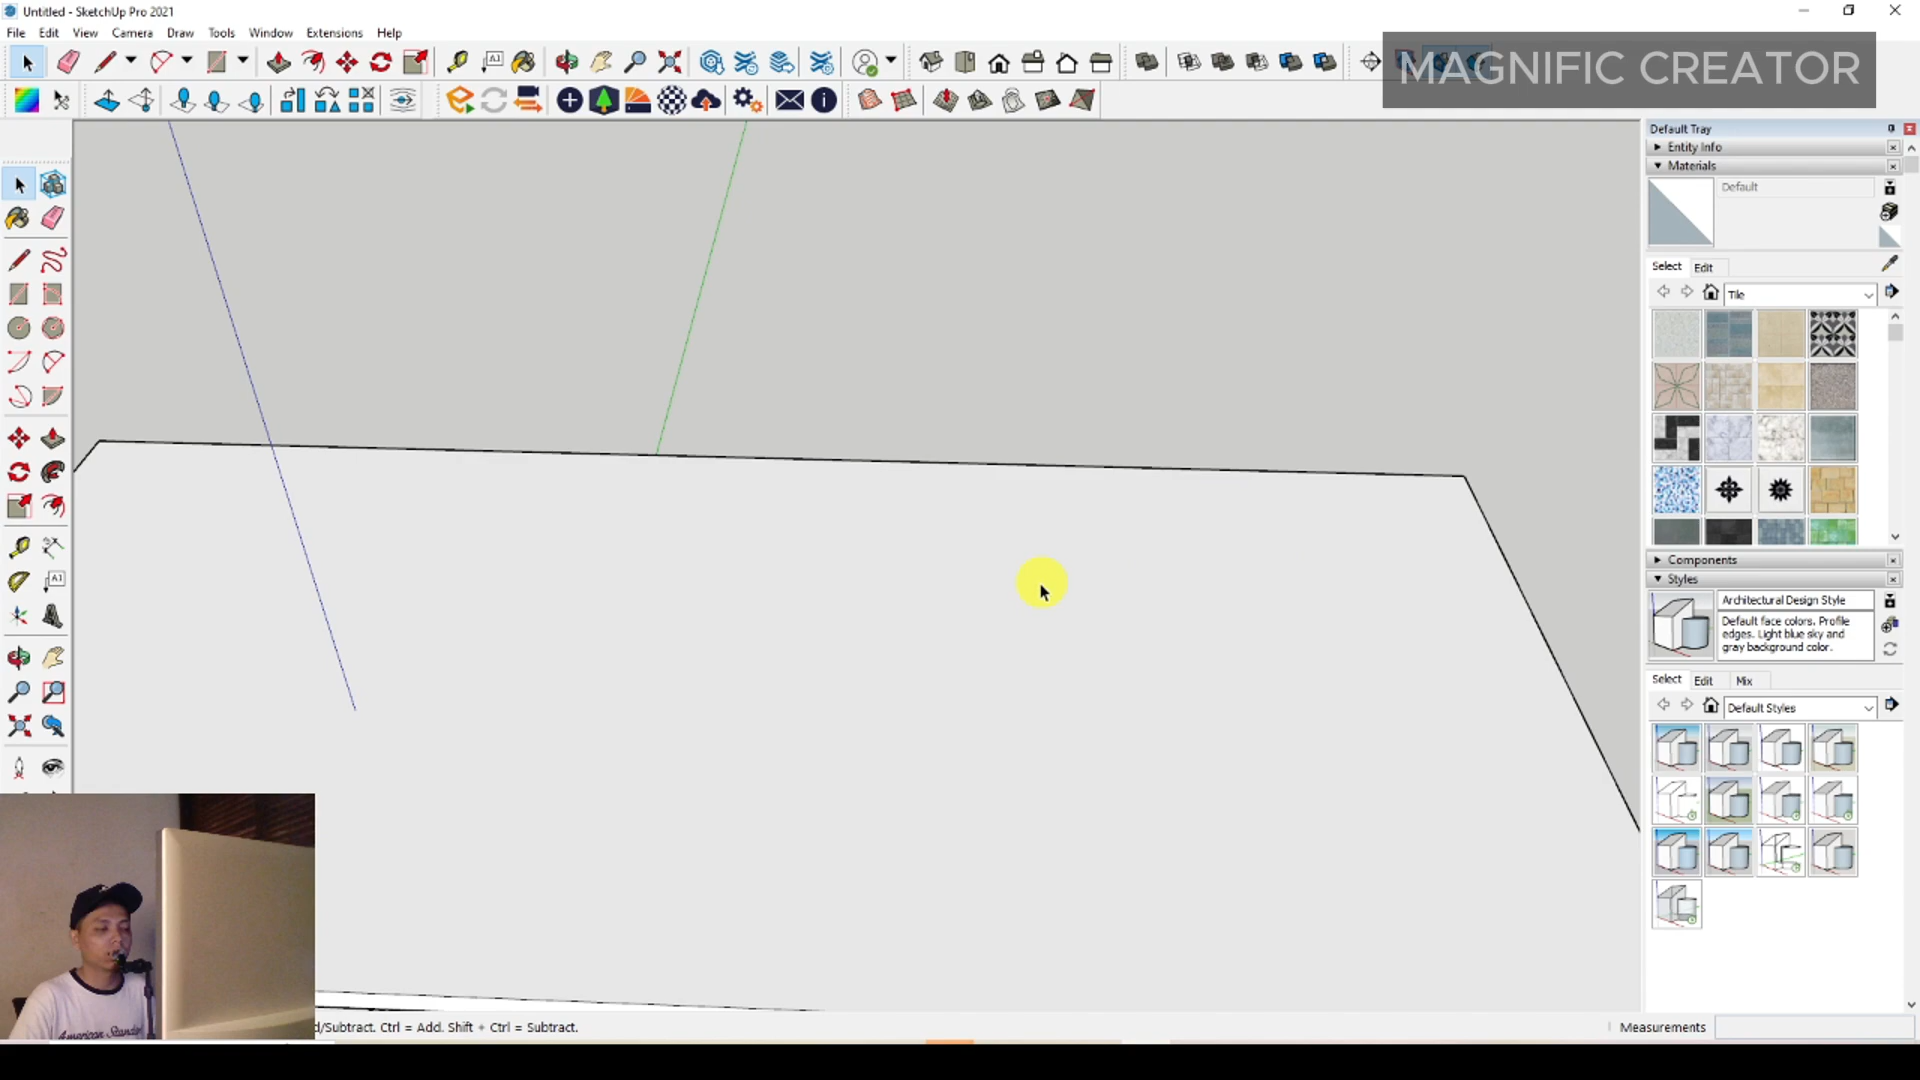 Untitled - SketchUp Pro 2021
File Edit View Camera Draw Tools Window Extensions Help
MAGNIFIC CREATOR
Default Tray
Entity Info
Materials
Default
Select Edit
Tile
Components
Styles
Architectural Design Style
Default face colors. Profile
edges. Light blue sky and
gray background color.
Select Edit Mix
Default Styles
American Standard
d/Subtract. Ctrl = Add. Shift + Ctrl = Subtract.
Measurements